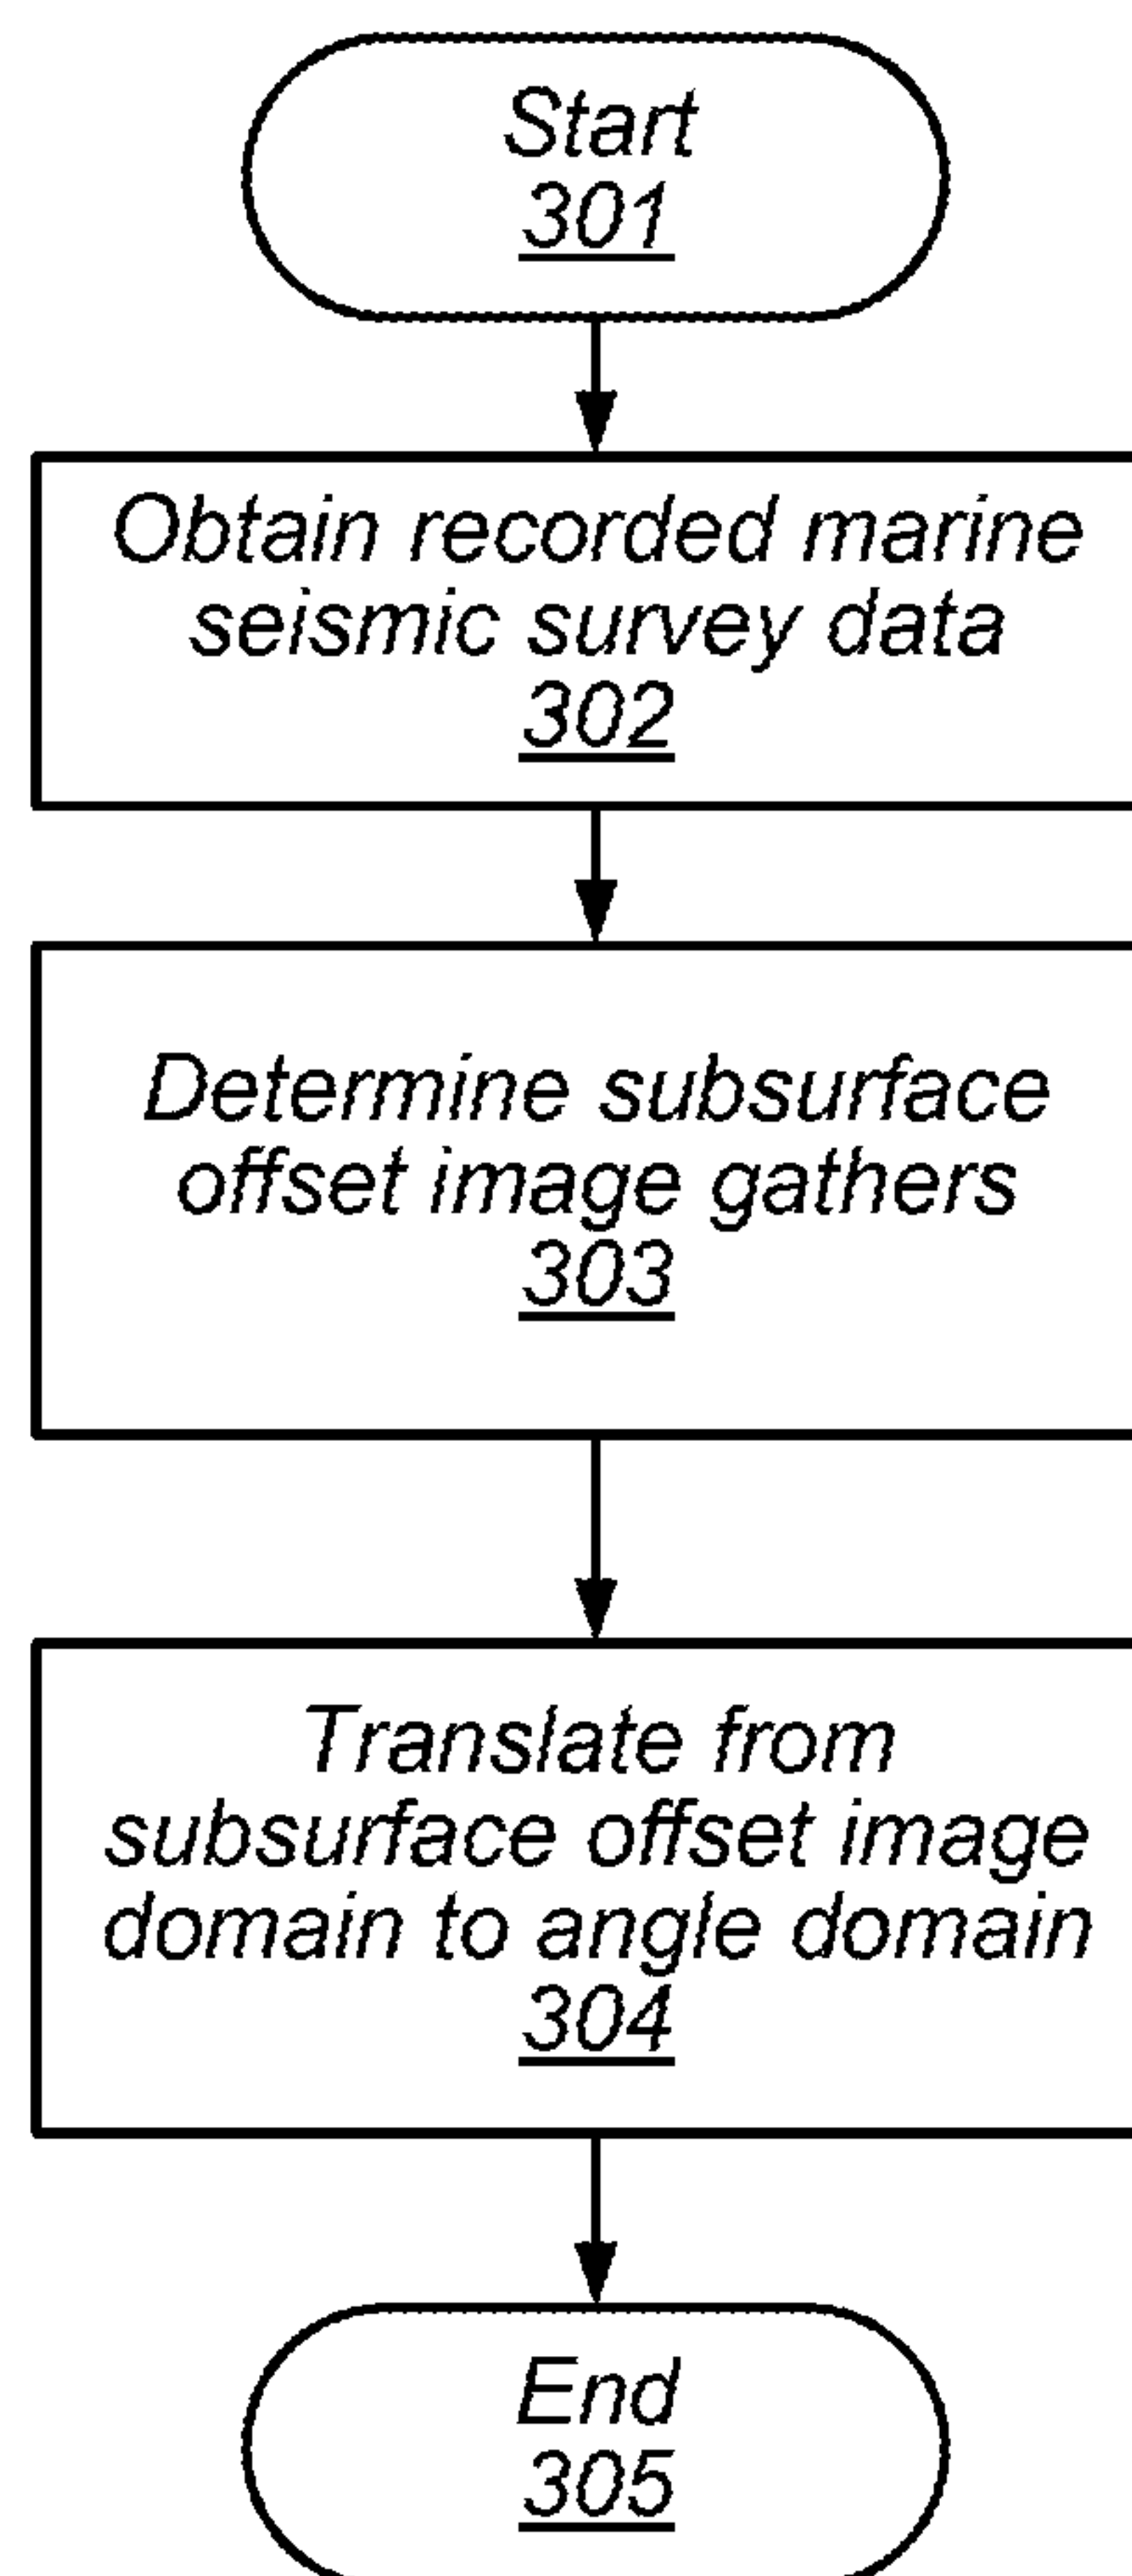 Start
301
Obtain recorded marine
seismic survey data
302
Determine subsurface
offset image gathers
303
Translate from
subsurface offset image
domain to angle domain
304
End
305